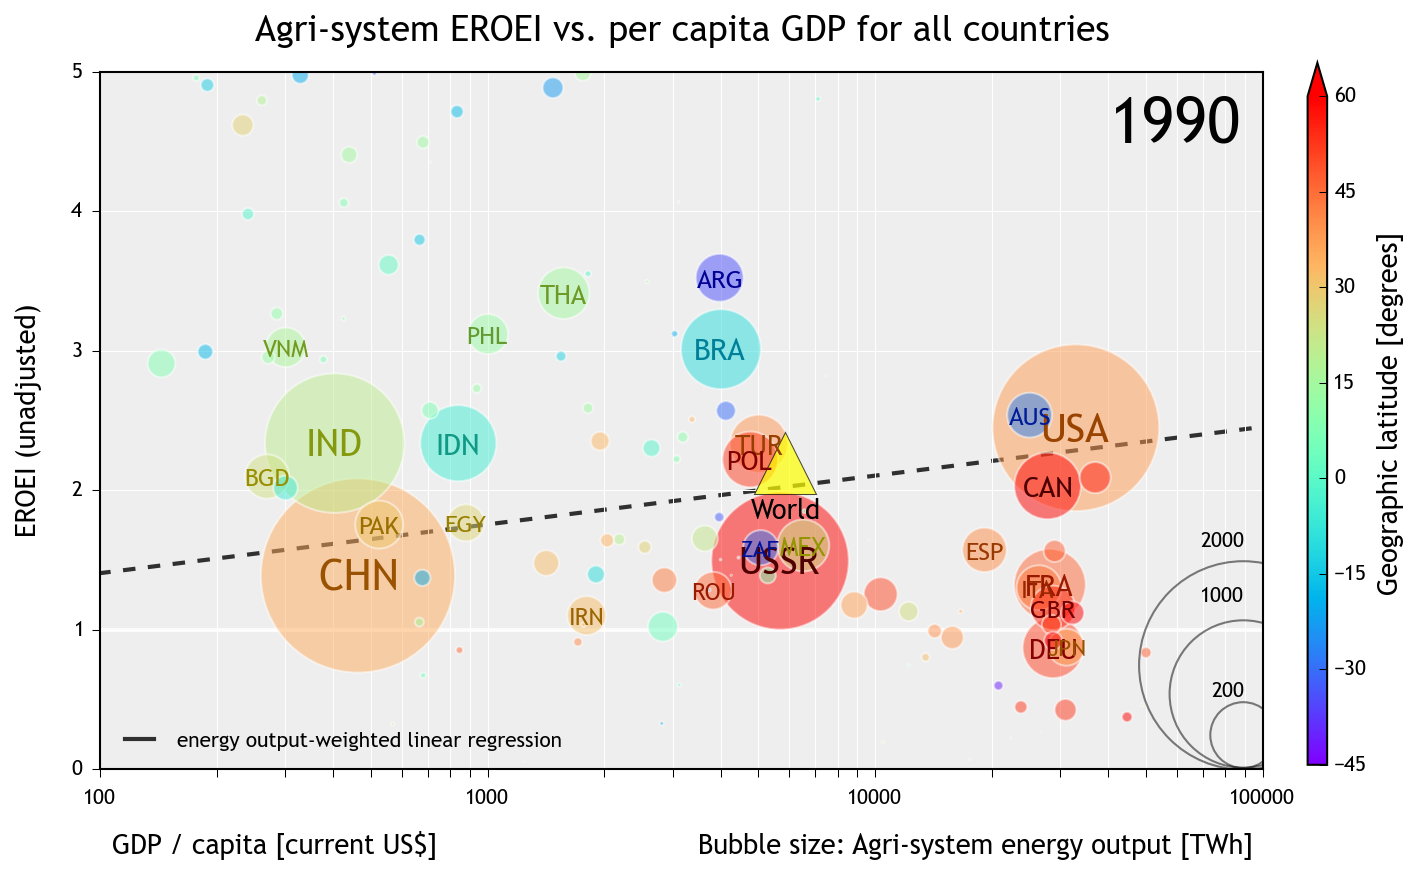 Agri-system EROEI vs. per capita GDP for all countries
1990
EROEI (unadjusted)
5
4
3
2
1
0
ARG
THA
PHL
VNM
BRA
AUS
USA
IND
IDN
TUR
POL
BGD
CAN
World
PAK
EGY
ZAF
MEX
USSR
ESP
CHN
ROU
FRA
ITA
IRN
GBR
DEU
JPN
2000
1000
200
energy output-weighted linear regression
100
1000
10000
100000
GDP / capita [current US$]
Bubble size: Agri-system energy output [TWh]
60
45
30
15
0
−15
−30
−45
Geographic latitude [degrees]